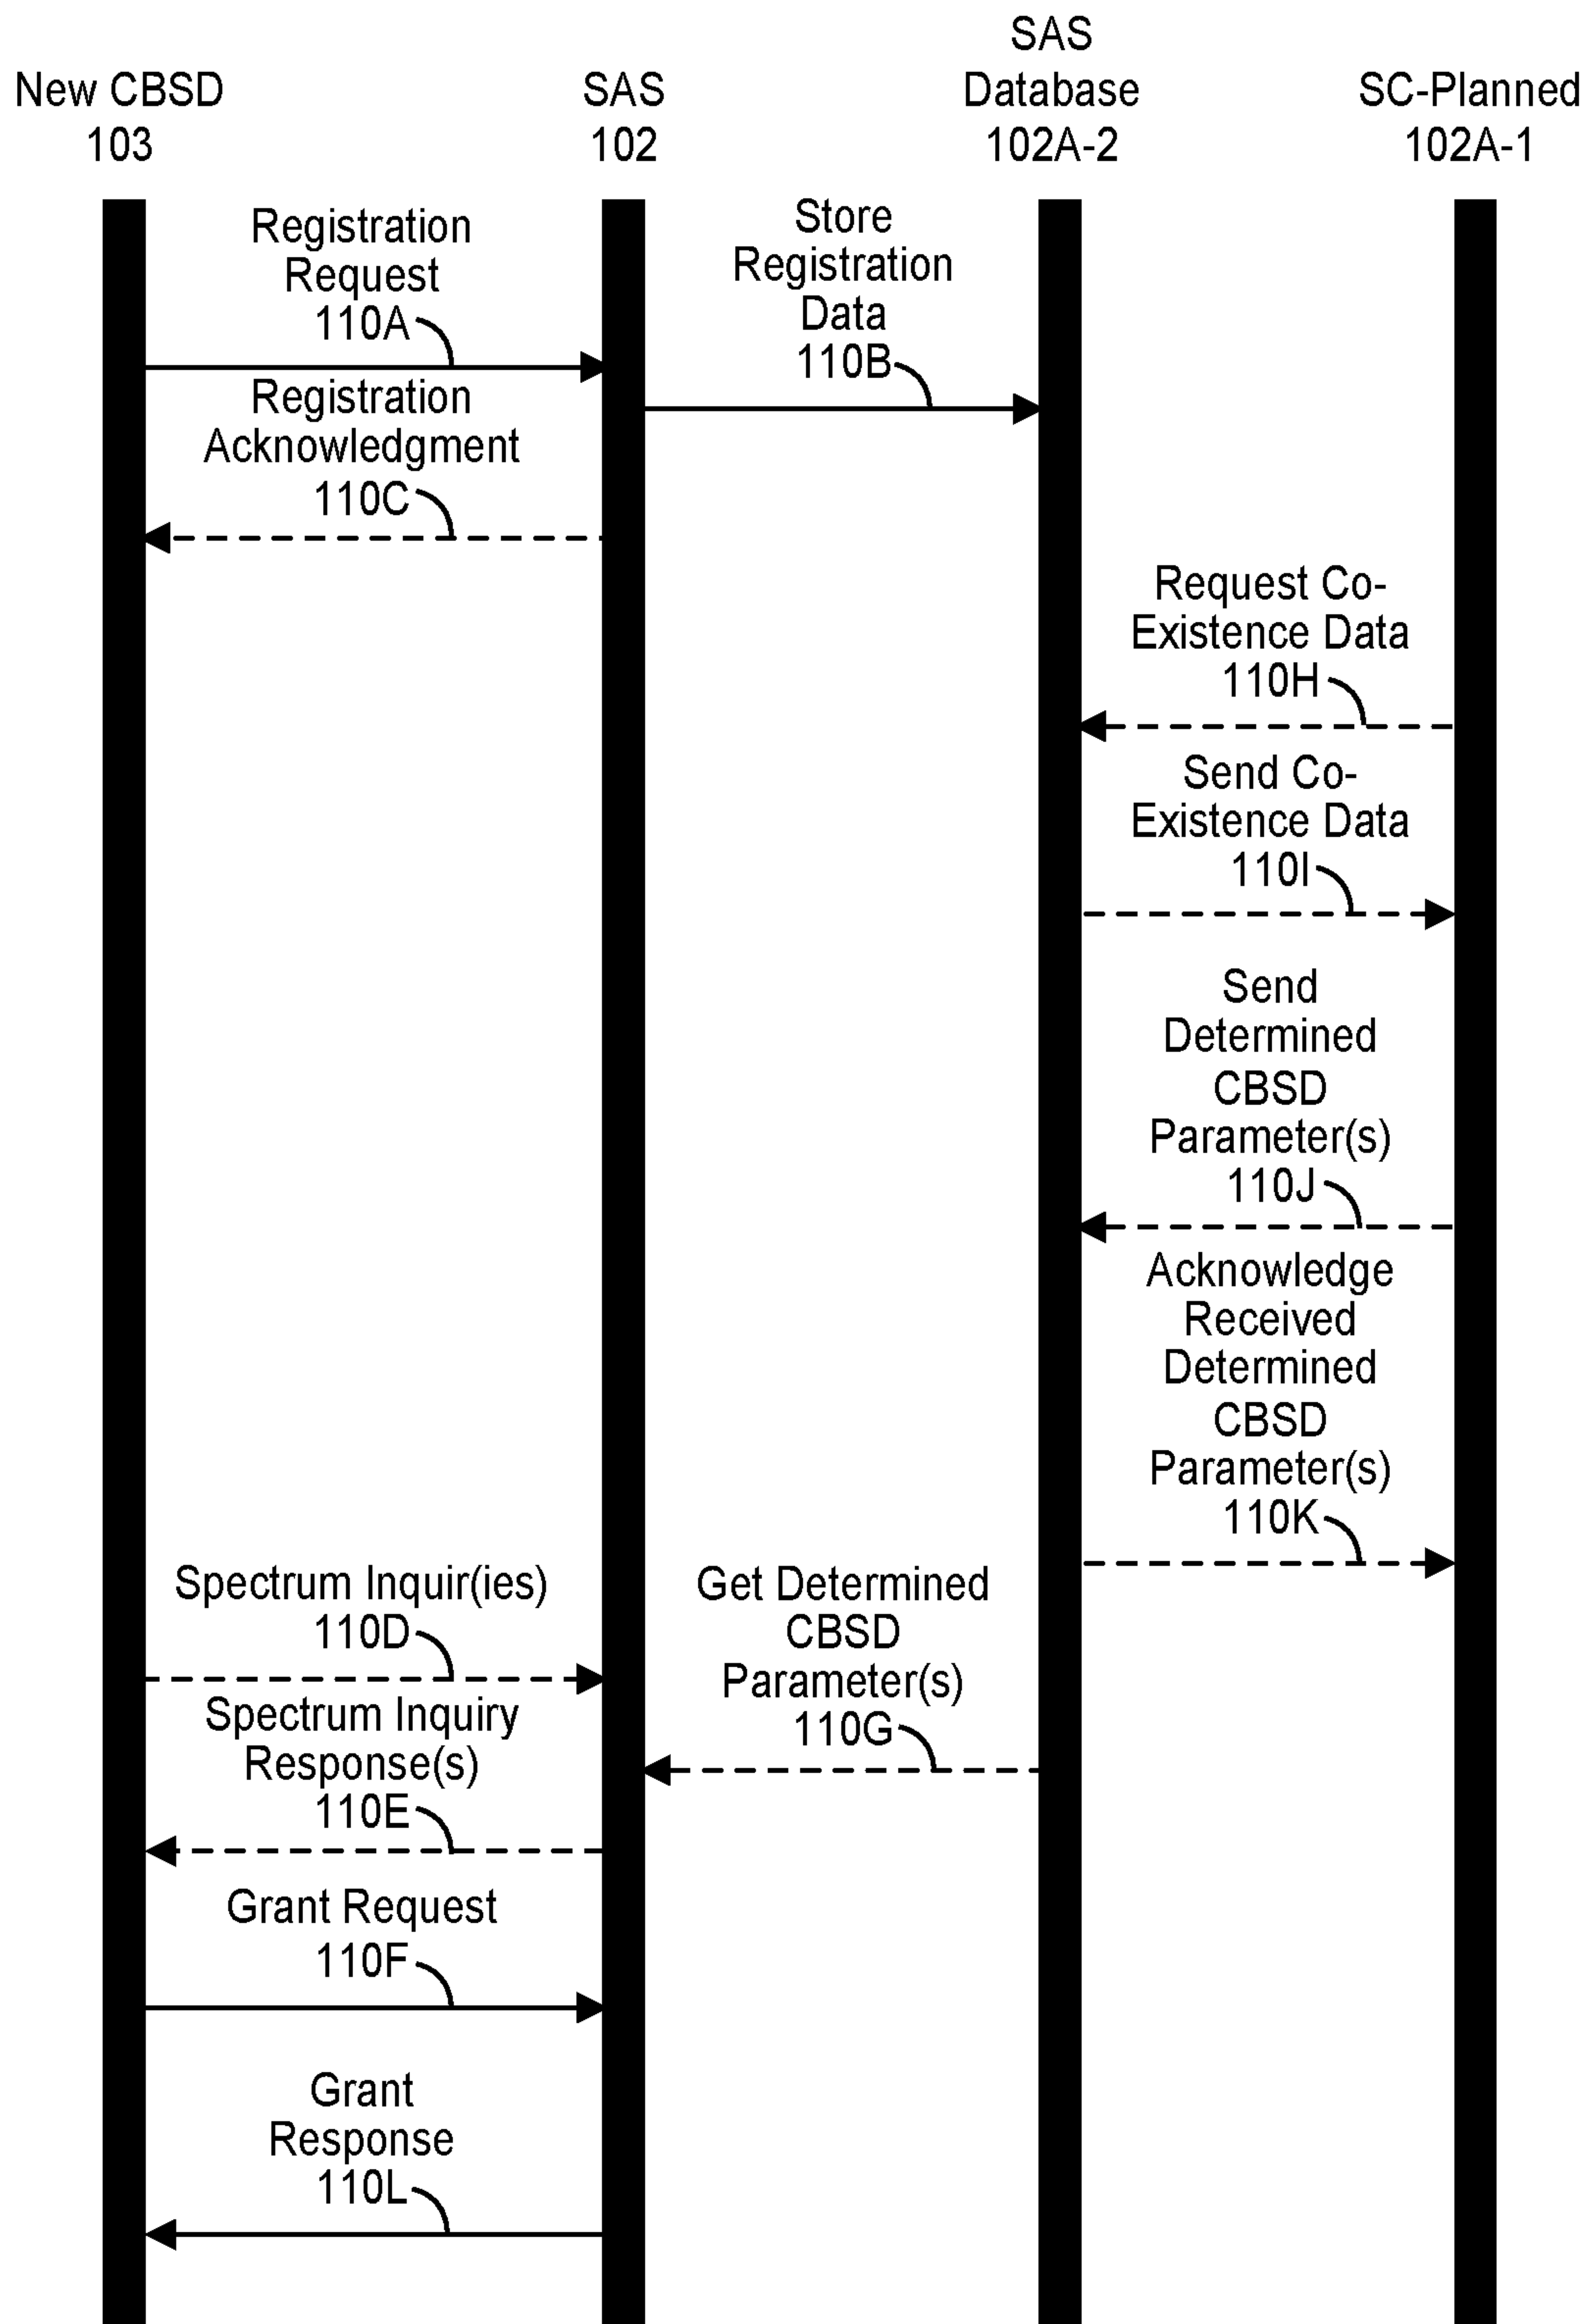 New CBSD
103
SAS
102
SAS
Database
102A-2
SC-Planned
102A-1
Registration
Request
110A
Store
Registration
Data
110B
Registration
Acknowledgment
110C
Request Co-
Existence Data
110H
Send Co-
Existence Data
110I
Send
Determined
CBSD
Parameter(s)
110J
Acknowledge
Received
Determined
CBSD
Parameter(s)
110K
Spectrum Inquir(ies)
110D
Get Determined
CBSD
Parameter(s)
110G
Spectrum Inquiry
Response(s)
110E
Grant Request
110F
Grant
Response
110L